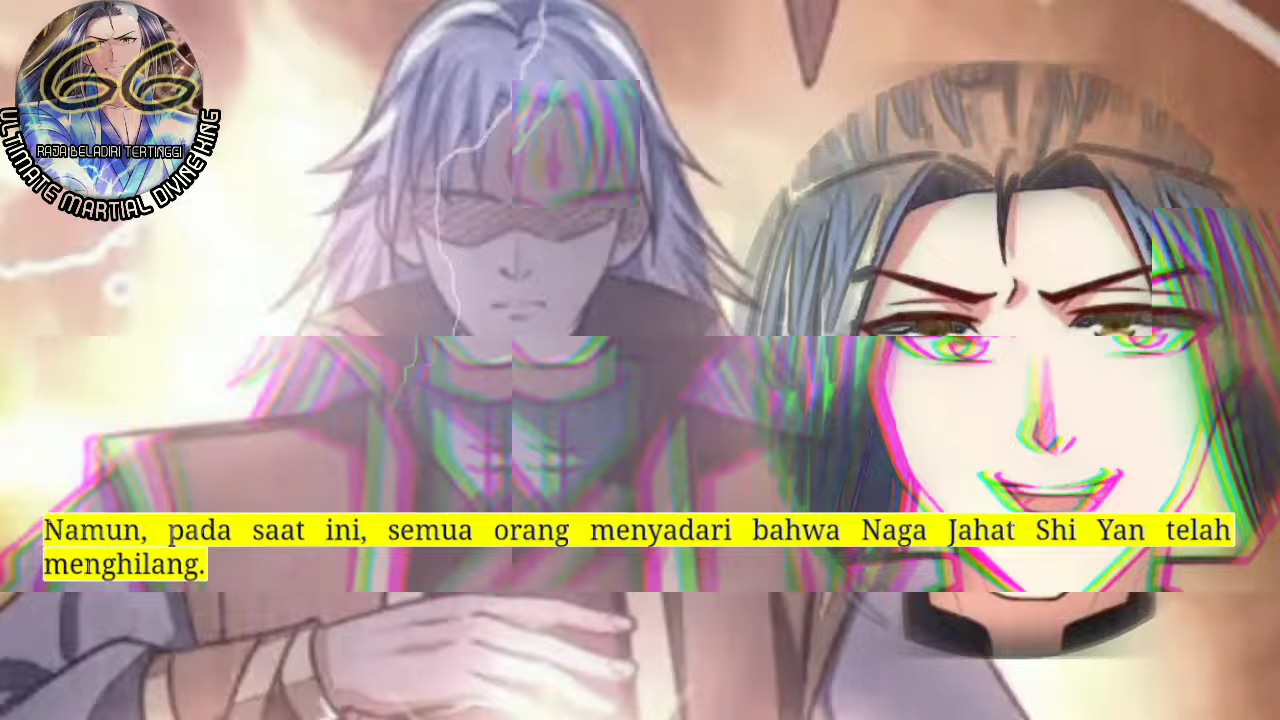 66
RAJA BELADIRI TERTINGGI
ULTIMATE MARTIAL DIVINE KING
Namun, pada saat ini, semua orang menyadari bahwa Naga Jahat Shi Yan telah
menghilang.